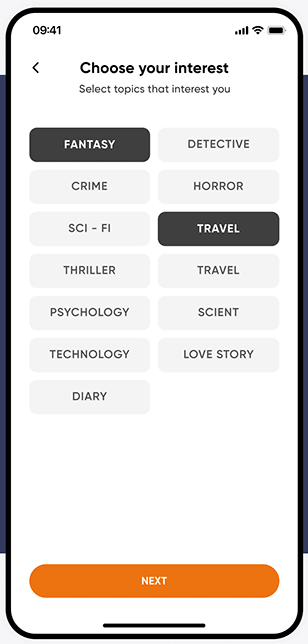 09:41
Choose your interest
Select topics that interest you
FANTASY DETECTIVE
CRIME HORROR
SCI - FI TRAVEL
THRILLER TRAVEL
PSYCHOLOGY SCIENT
TECHNOLOGY LOVE STORY
DIARY
NEXT